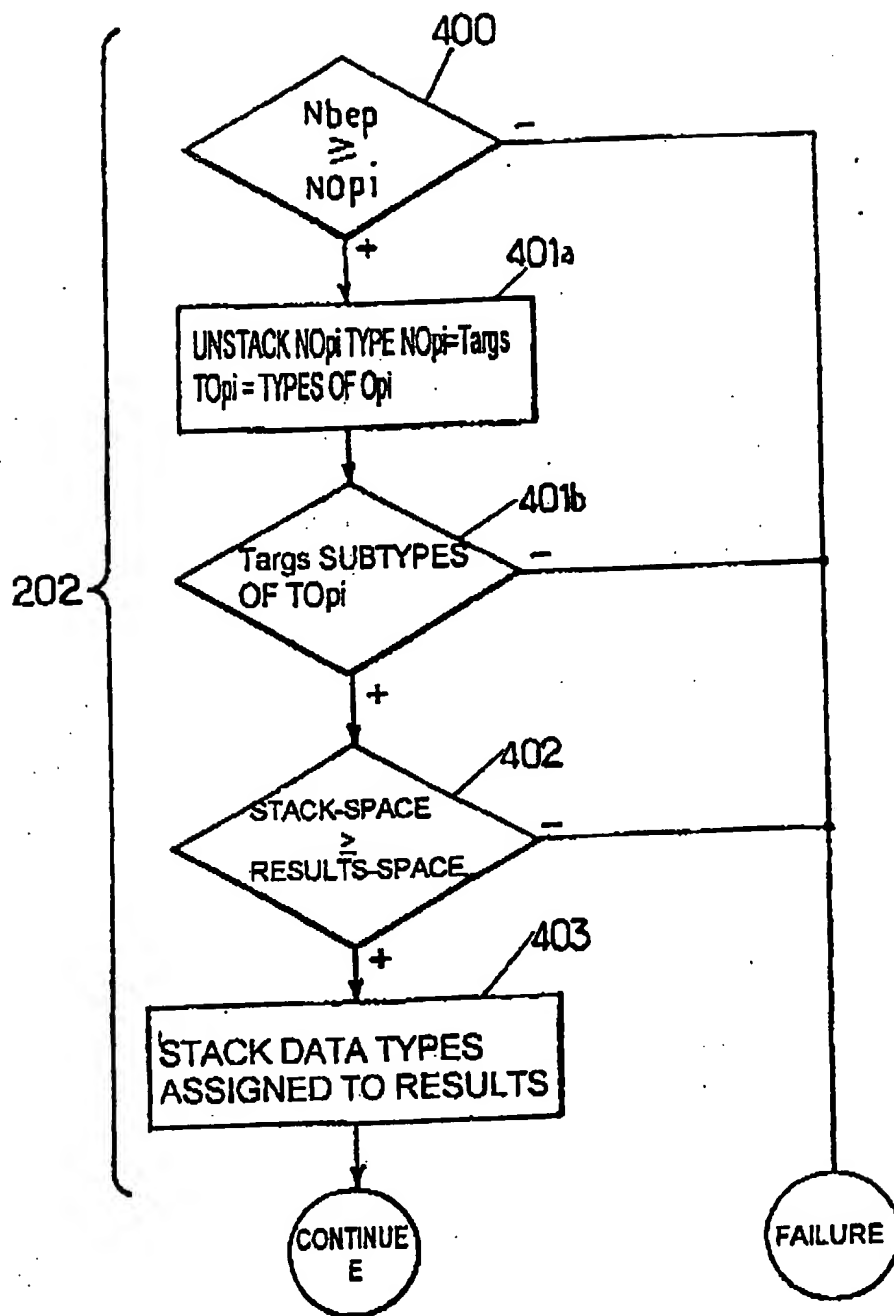 400
Nbep
≥
NOpi
-
+
401a
UNSTACK NOpi TYPE NOpi=Targs
TOpi = TYPES OF Opi
401b
Targs SUBTYPES
OF TOpi
-
202
+
402
STACK-SPACE
≥
RESULTS-SPACE
-
+
403
STACK DATA TYPES
ASSIGNED TO RESULTS
CONTINUE
E
FAILURE